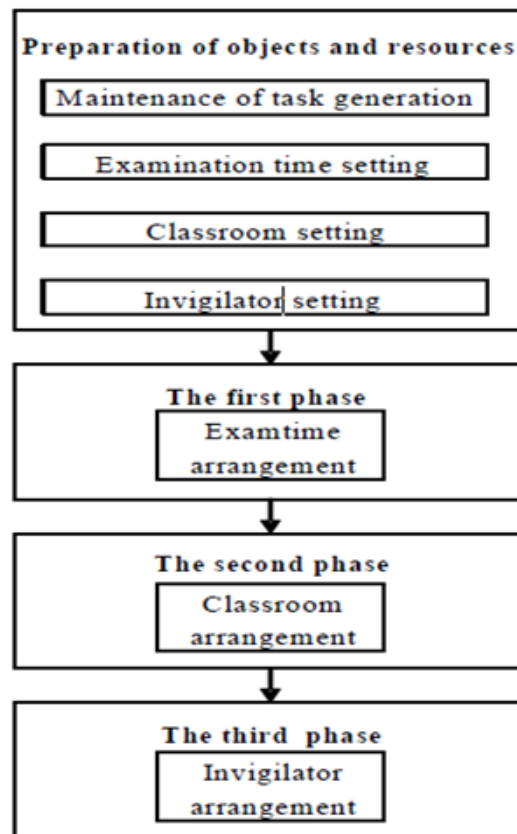 Preparation of objects and resources
Maintenance of task generation
Examination time setting
Classroom setting
Invigilator setting
The first phase
Examtime
arrangement
The second phase
Classroom
arrangement
The third phase
Invigilator
arrangement